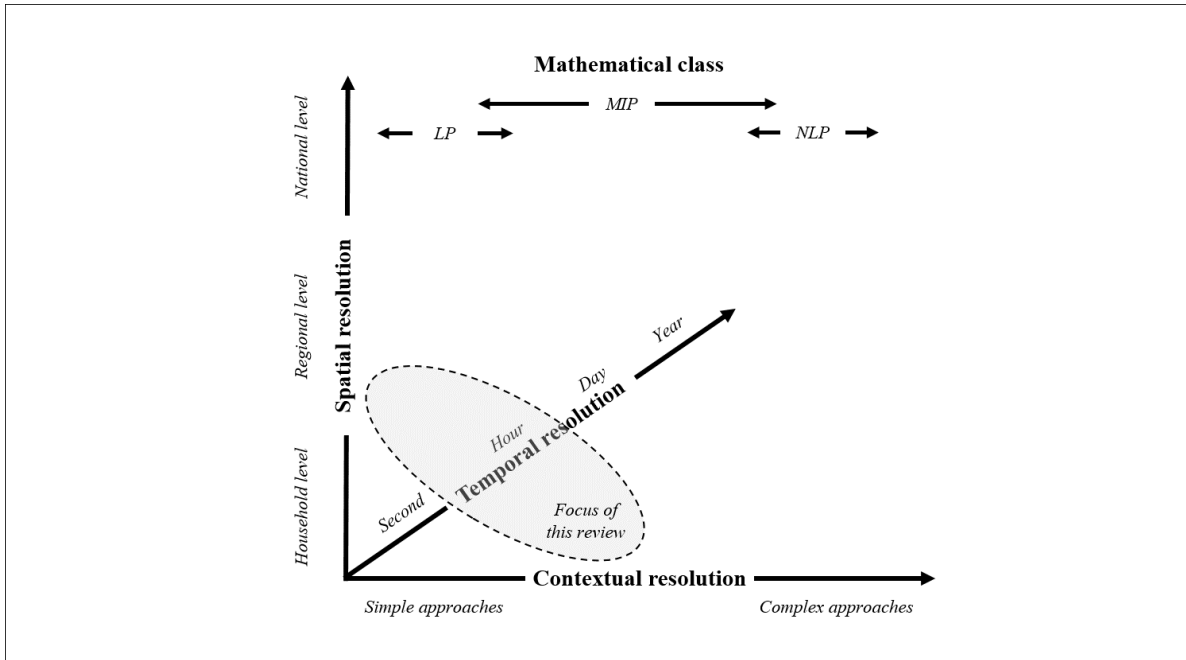 Mathematical class
MIP
LP
NLP
National level
Regional level
Household level
Spatial resolution
Year
Day
Hour
Second
Temporal resolution
Focus of
this review
Contextual resolution
Simple approaches
Complex approaches